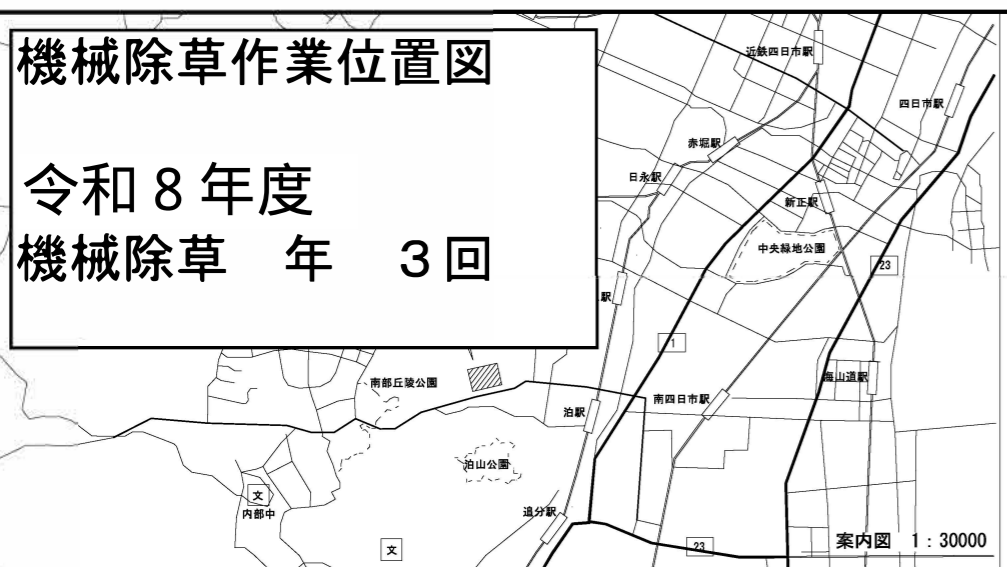 機械除草作業位置図
令和8年度
機械除草　年　3回
近鉄四日市駅
四日市駅
赤堀駅
日永駅
新正駅
中央緑地公園
23
駅
1
南部丘陵公園
海山道駅
南四日市駅
泊駅
泊山公園
文
内部中
追分駅
文
23
案内図　1：30000